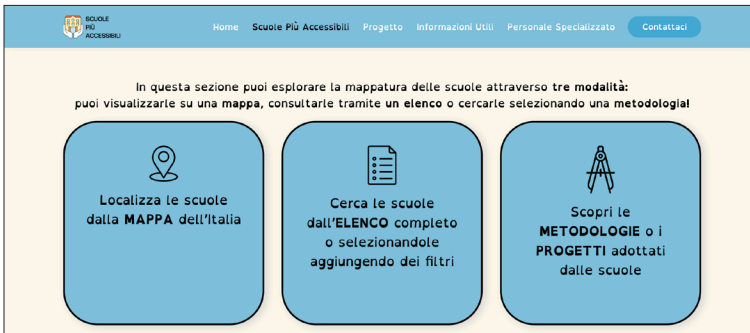 SCUOLE
PIÙ
ACCESSIBILI
Home Scuole Più Accessibili Progetto Informazioni Utili Personale Specializzato Contattaci
In questa sezione puoi esplorare la mappatura delle scuole attraverso tre modalità:
puoi visualizzarle su una mappa, consultarle tramite un elenco o cercarle selezionando una metodologia!
Localizza le scuole
dalla MAPPA dell'Italia
Cerca le scuole
dall'ELENCO completo
o selezionandole
aggiungendo dei filtri
Scopri le
METODOLOGIE o i
PROGETTI adottati
dalle scuole